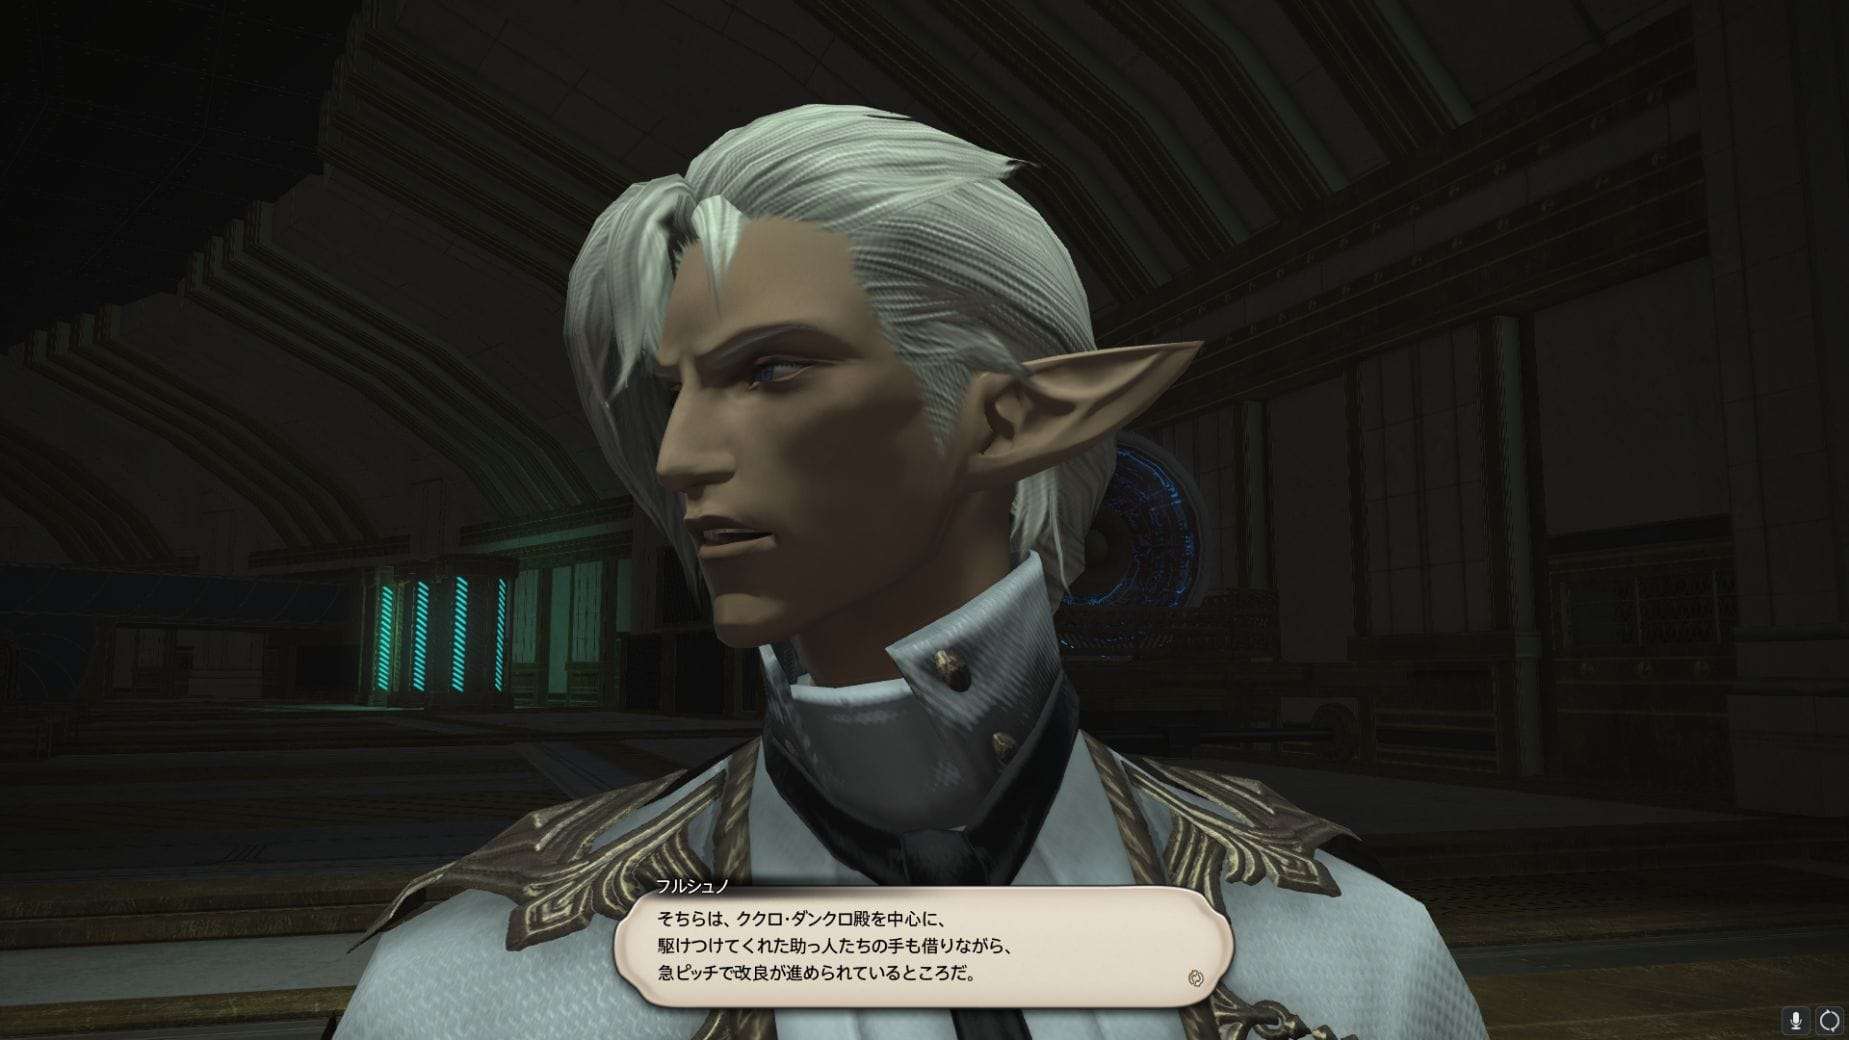 フルシュノ
そちらは、ククロ・ダンクロ殿を中心に、
駆けつけてくれた助っ人たちの手も借りながら、
急ピッチで改良が進められているところだ。